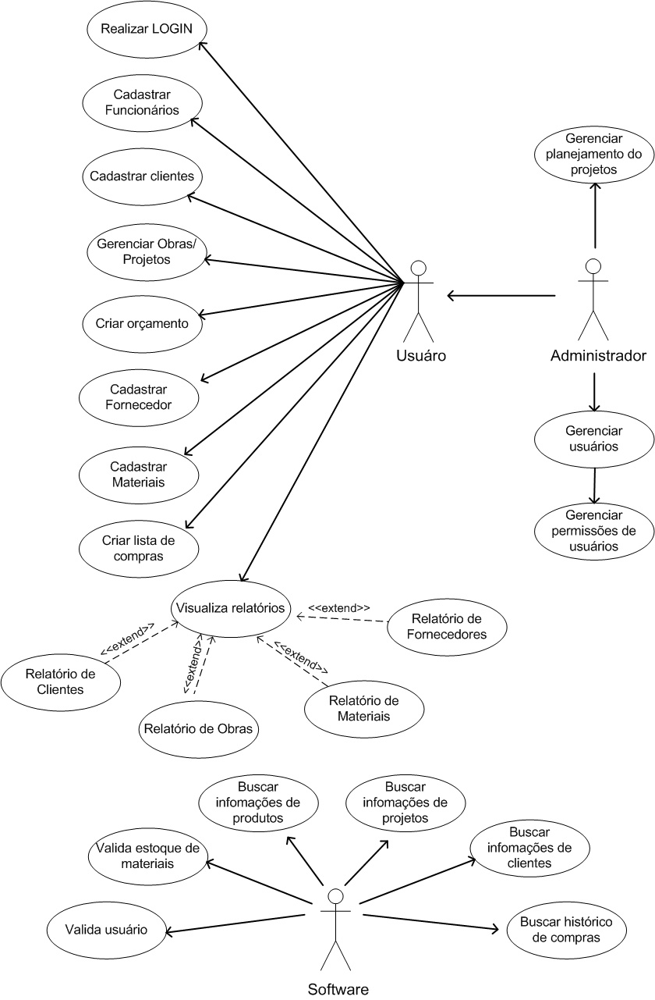 Realizar LOGIN
Cadastrar
Funcionários
Cadastrar clientes
Gerenciar Obras/
Projetos
Criar orçamento
Cadastrar
Fornecedor
Cadastrar
Materiais
Criar lista de
compras
Usuáro
Gerenciar
planejamento do
projetos
Administrador
Gerenciar
usuários
Gerenciar
permissões de
usuários
Visualiza relatórios
<<extend>>
<<extend>>
<<extend>
<<extend>>
Relatório de
Fornecedores
Relatório de
Clientes
Relatório de Obras
Relatório de
Materiais
Buscar
infomações de
produtos
Buscar
infomações de
projetos
Valida estoque de
materiais
Buscar
infomações de
clientes
Valida usuário
Buscar histórico
de compras
Software